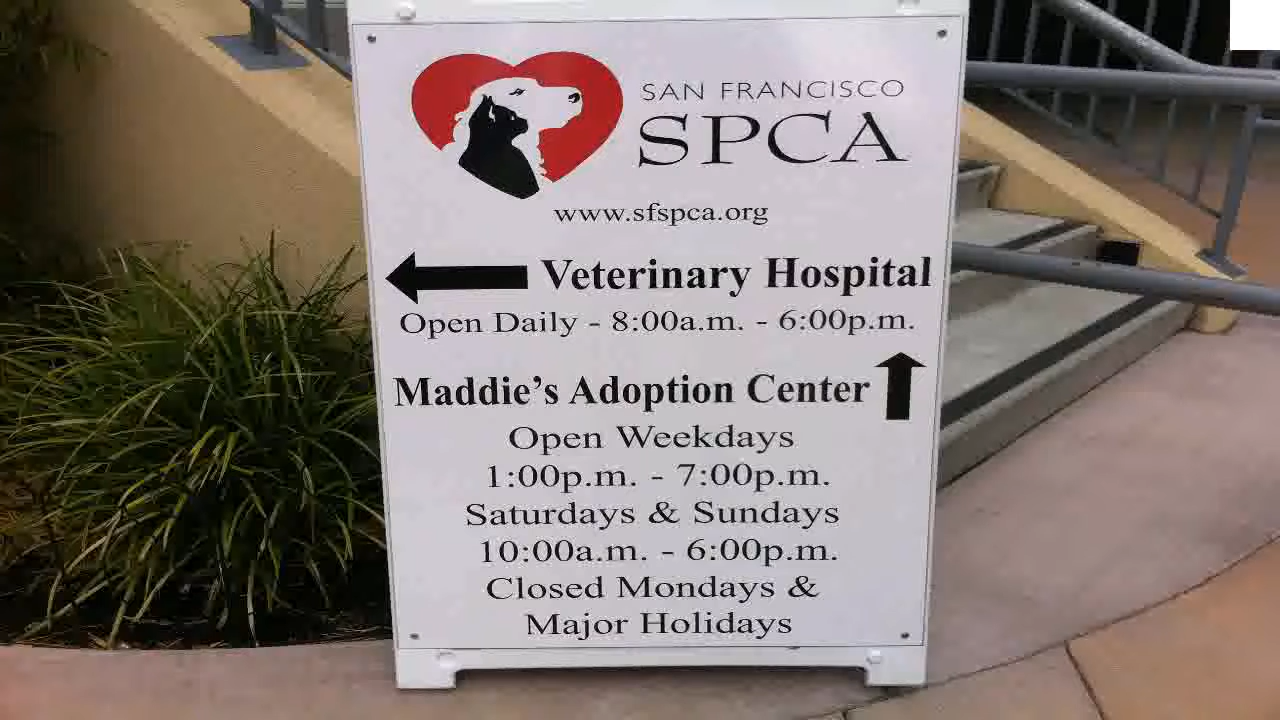 SAN FRANCISCO
SPCA
www.sfspca.org
Veterinary Hospital
Open Daily - 8:00a.m. - 6:00p.m.
Maddie's Adoption Center
Open Weekdays
1:00p.m. - 7:00p.m.
Saturdays & Sundays
10:00a.m. - 6:00p.m.
Closed Mondays &
Major Holidays